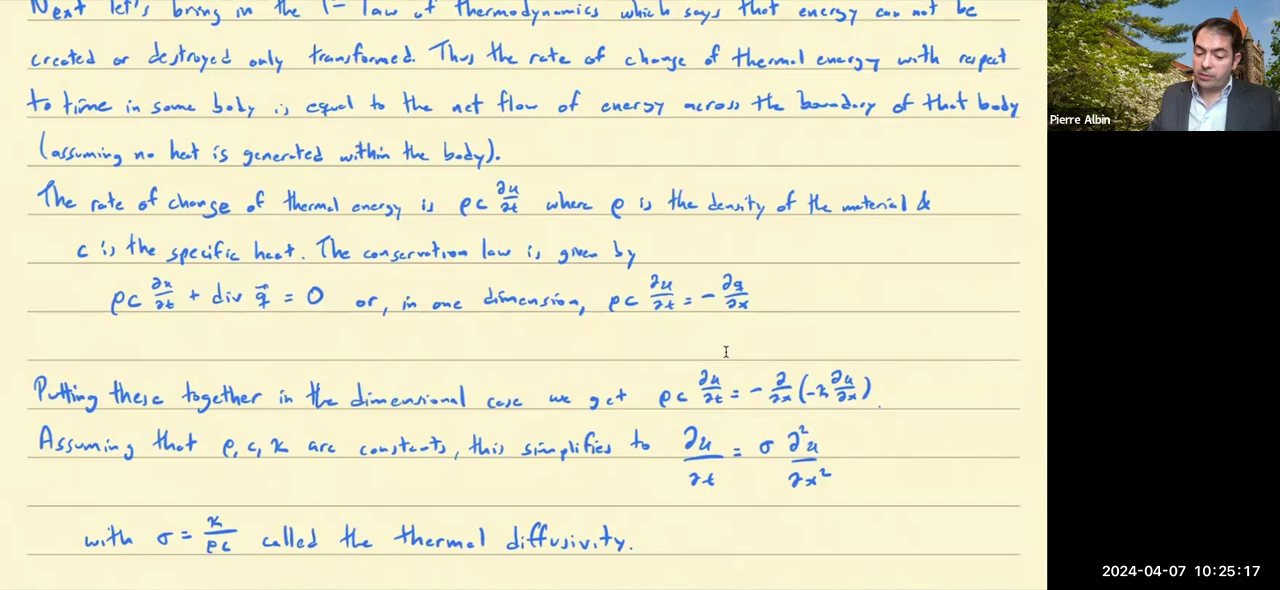 Next let's bring in the 1st law of thermodynamics which says that energy can not be
created or destroyed only transformed. Thus the rate of change of thermal energy with respect
to time in some body is equal to the net flow of energy across the boundary of that body
(assuming no heat is generated within the body).
The rate of change of thermal energy is ρc ∂u/∂t where ρ is the density of the material &
c is the specific heat. The conservation law is given by
ρc ∂u/∂t + div q⃗ = 0 or, in one dimension, ρc ∂u/∂t = - ∂q/∂x
Putting these together in the dimensional case we get ρc ∂u/∂t = - ∂/∂x (-κ ∂u/∂x).
Assuming that ρ, c, κ are constants, this simplifies to ∂u/∂t = σ ∂²u/∂x²
with σ = κ/ρc called the thermal diffusivity.
Pierre Albin
2024-04-07 10:25:17